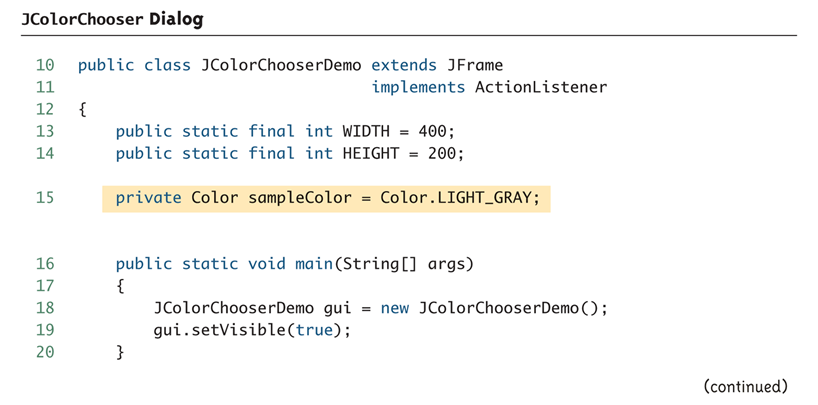 JColorChooser Dialog
10 public class JColorChooserDemo extends JFrame
11 implements ActionListener
12 {
13 public static final int WIDTH = 400;
14 public static final int HEIGHT = 200;
15 private Color sampleColor = Color.LIGHT_GRAY;
16 public static void main(String[] args)
17 {
18 JColorChooserDemo gui = new JColorChooserDemo();
19 gui.setVisible(true);
20 }
(continued)